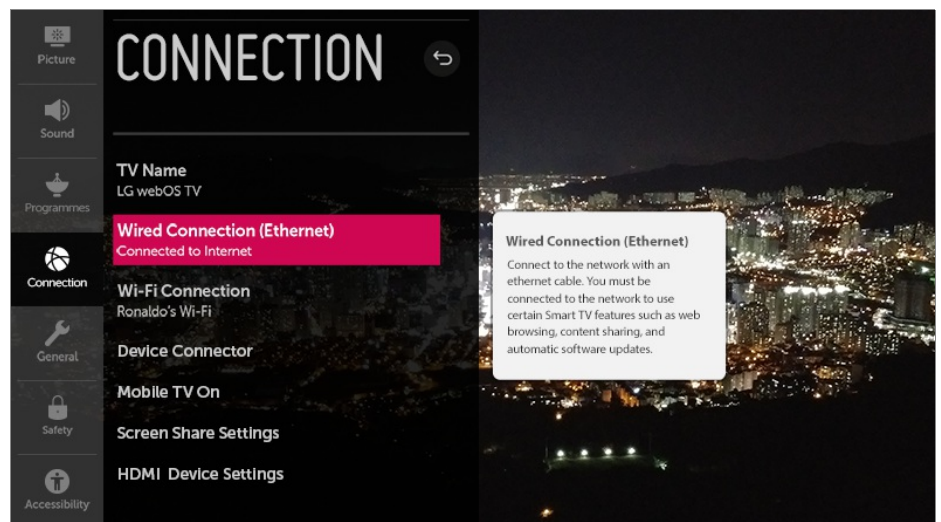 Picture
Sound
Programmes
Connection
General
Safety
Accessibility
CONNECTION
TV Name
LG webOS TV
Wired Connection (Ethernet)
Connected to Internet
Wi-Fi Connection
Ronaldo's Wi-Fi
Device Connector
Mobile TV On
Screen Share Settings
HDMI Device Settings
Wired Connection (Ethernet)
Connect to the network with an
ethernet cable. You must be
connected to the network to use
certain Smart TV features such as web
browsing, content sharing, and
automatic software updates.